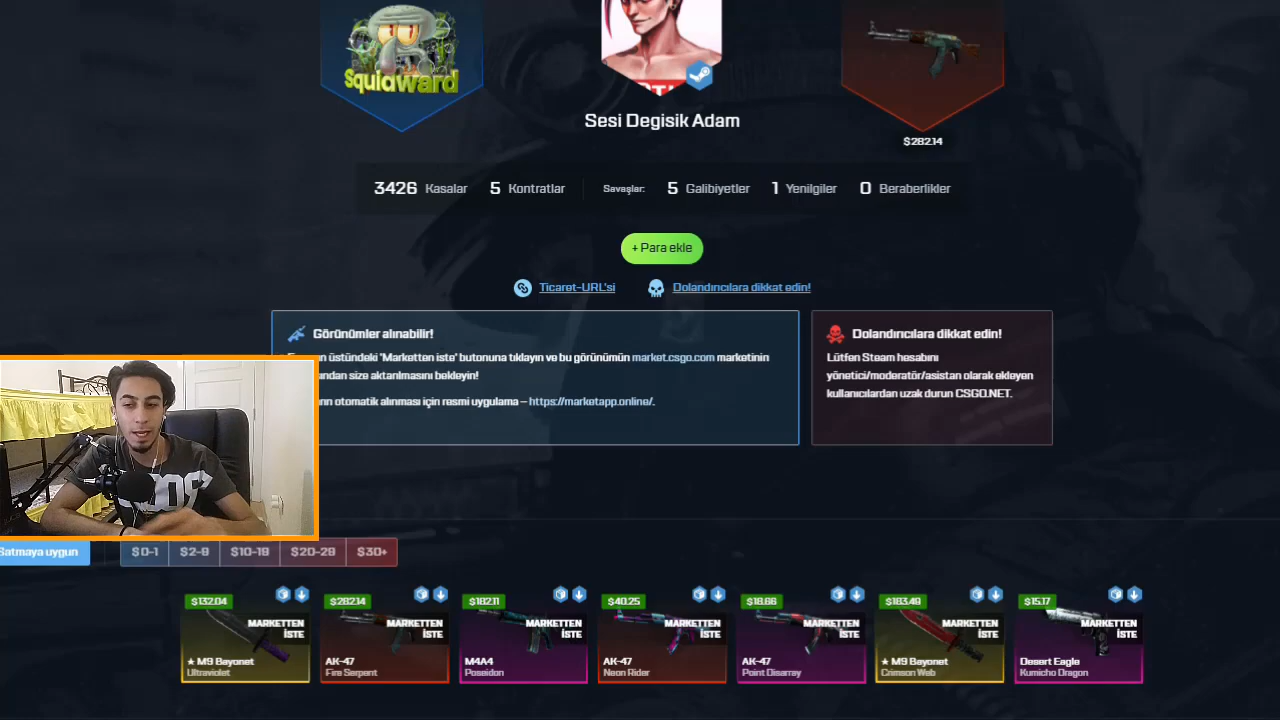 Squidward
Sesi Degisik Adam
$282.14
3426 Kasalar 5 Kontratlar Savaşlar: 5 Galibiyetler 1 Yenilgiler 0 Beraberlikler
+ Para ekle
Ticaret-URL'si Dolandırıcılara dikkat edin!
Görünümler alınabilir!
üstündeki 'Marketten iste' butonuna tıklayın ve bu görünümün market.csgo.com marketinin
size aktarılmasını bekleyin!
otomatik alınması için resmi uygulama – https://marketapp.online/.
Dolandırıcılara dikkat edin!
Lütfen Steam hesabını
yönetici/moderatör/asistan olarak ekleyen
kullanıcılardan uzak durun CSGO.NET.
Satmaya uygun $0-1 $2-9 $10-19 $20-29 $30+
$132.04
MARKETTEN
İSTE
★ M9 Bayonet
Ultraviolet
$282.14
MARKETTEN
İSTE
AK-47
Fire Serpent
$182.11
MARKETTEN
İSTE
M4A4
Poseidon
$40.25
MARKETTEN
İSTE
AK-47
Neon Rider
$18.66
MARKETTEN
İSTE
AK-47
Point Disarray
$183.49
MARKETTEN
İSTE
★ M9 Bayonet
Crimson Web
$15.17
MARKETTEN
İSTE
Desert Eagle
Kumicho Dragon